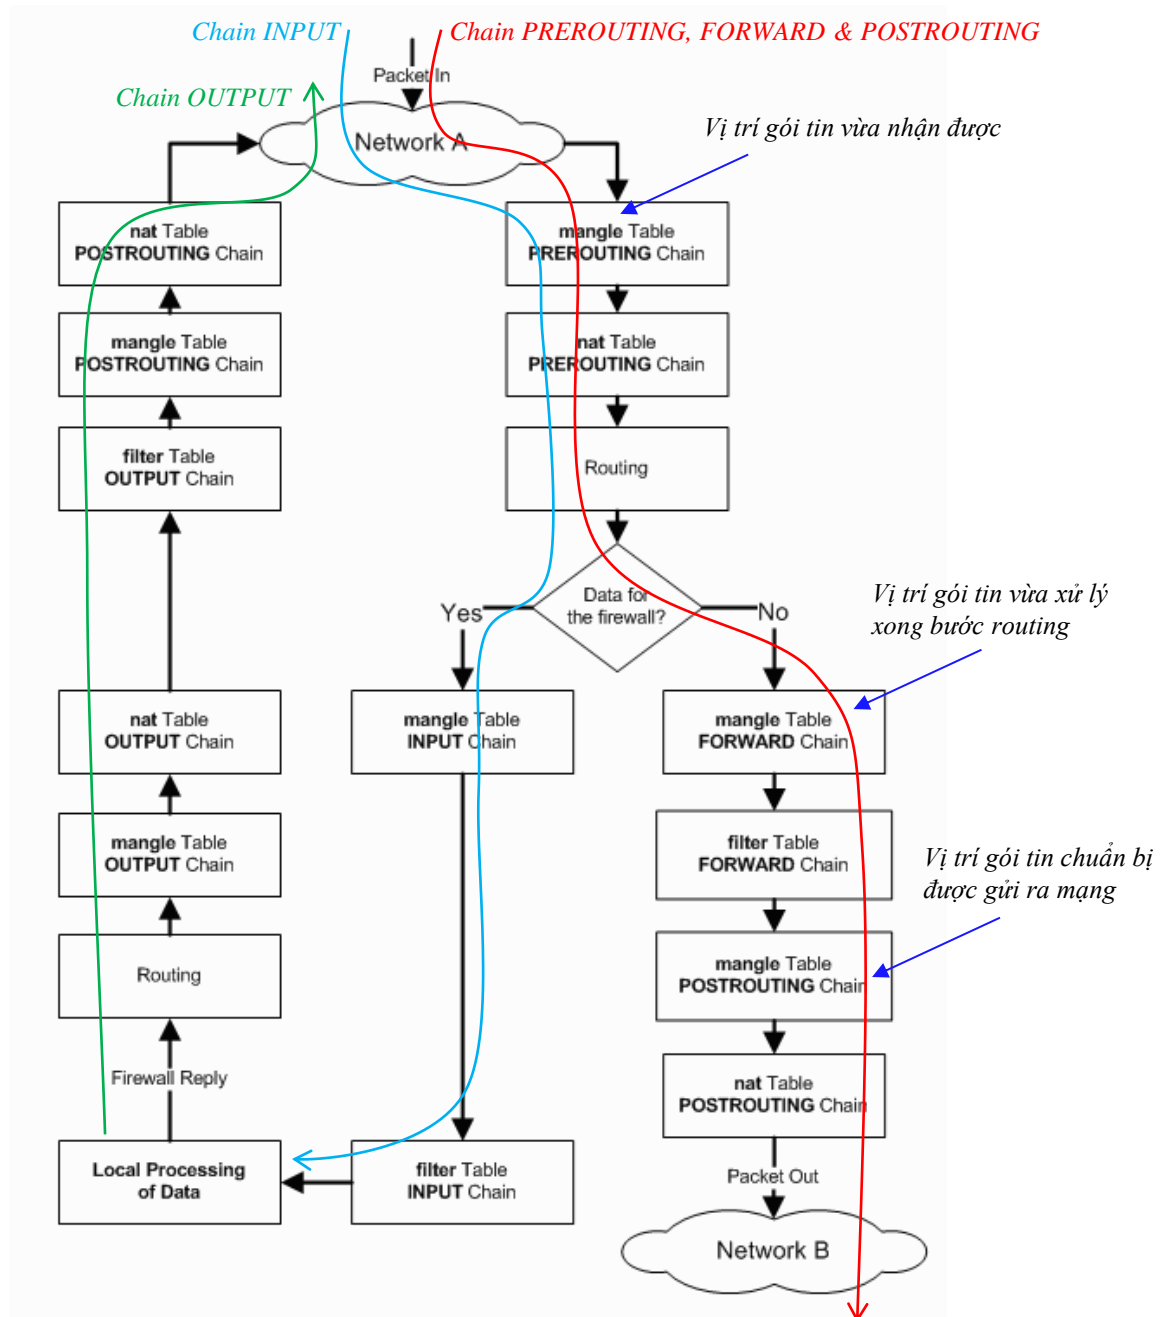 Chain INPUT
Chain PREROUTING, FORWARD & POSTROUTING
Packet In
Chain OUTPUT
Network A
Vị trí gói tin vừa nhận được
nat Table
POSTROUTING Chain
mangle Table
PREROUTING Chain
mangle Table
POSTROUTING Chain
nat Table
PREROUTING Chain
filter Table
OUTPUT Chain
Routing
Data for
the firewall?
Yes
No
Vị trí gói tin vừa xử lý
xong bước routing
nat Table
OUTPUT Chain
mangle Table
INPUT Chain
mangle Table
FORWARD Chain
mangle Table
OUTPUT Chain
filter Table
FORWARD Chain
Vị trí gói tin chuẩn bị
được gửi ra mạng
Routing
mangle Table
POSTROUTING Chain
Firewall Reply
nat Table
POSTROUTING Chain
Local Processing
of Data
filter Table
INPUT Chain
Packet Out
Network B